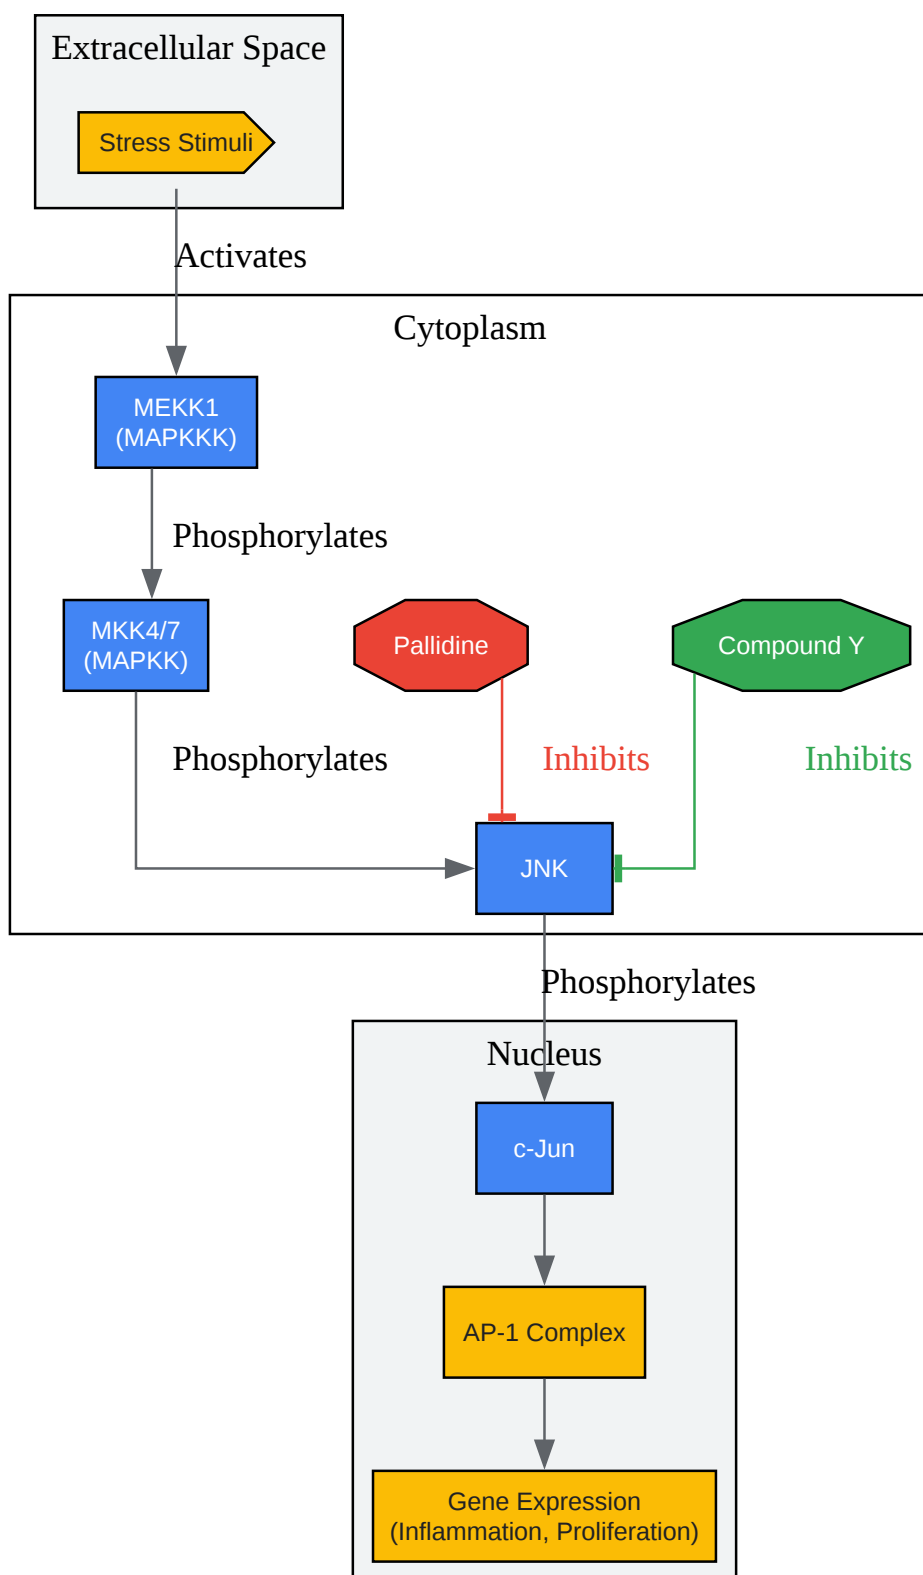 Extracellular Space
Stress Stimuli
Activates
Cytoplasm
MEKK1
(MAPKKK)
Phosphorylates
MKK4/7
(MAPKK)
Pallidine
Compound Y
Phosphorylates
Inhibits
Inhibits
JNK
Phosphorylates
Nucleus
c-Jun
AP-1 Complex
Gene Expression
(Inflammation, Proliferation)